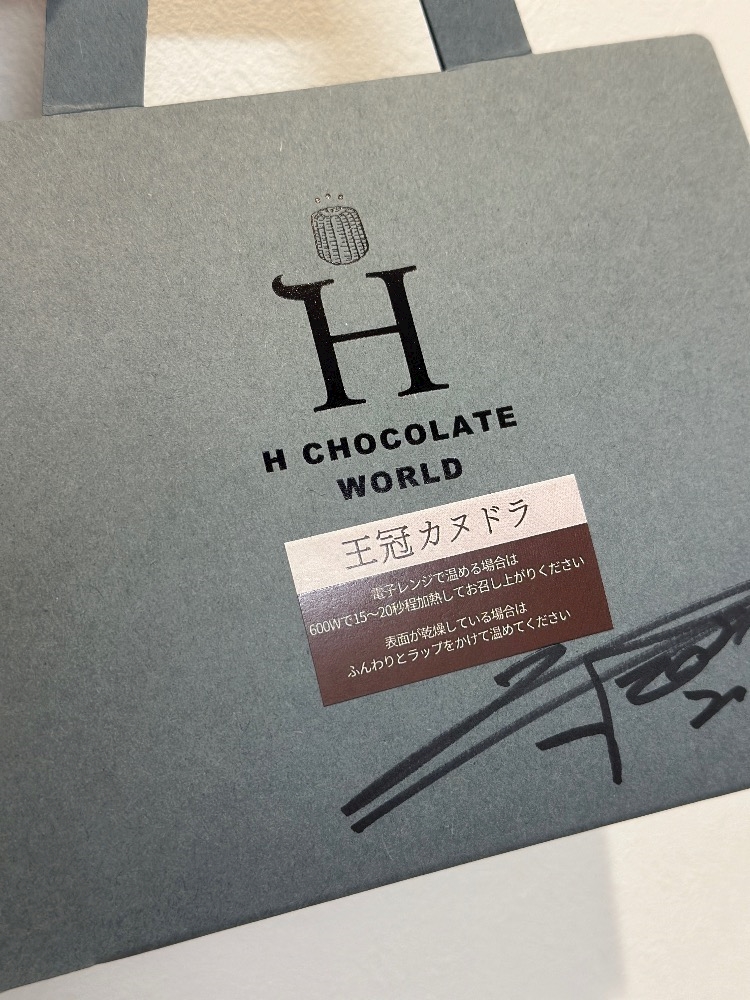 H
H CHOCOLATE
WORLD
王冠カヌドラ
電子レンジで温める場合は
600Wで15～20秒程加熱してお召し上がりください
表面が乾燥している場合は
ふんわりとラップをかけて温めてください